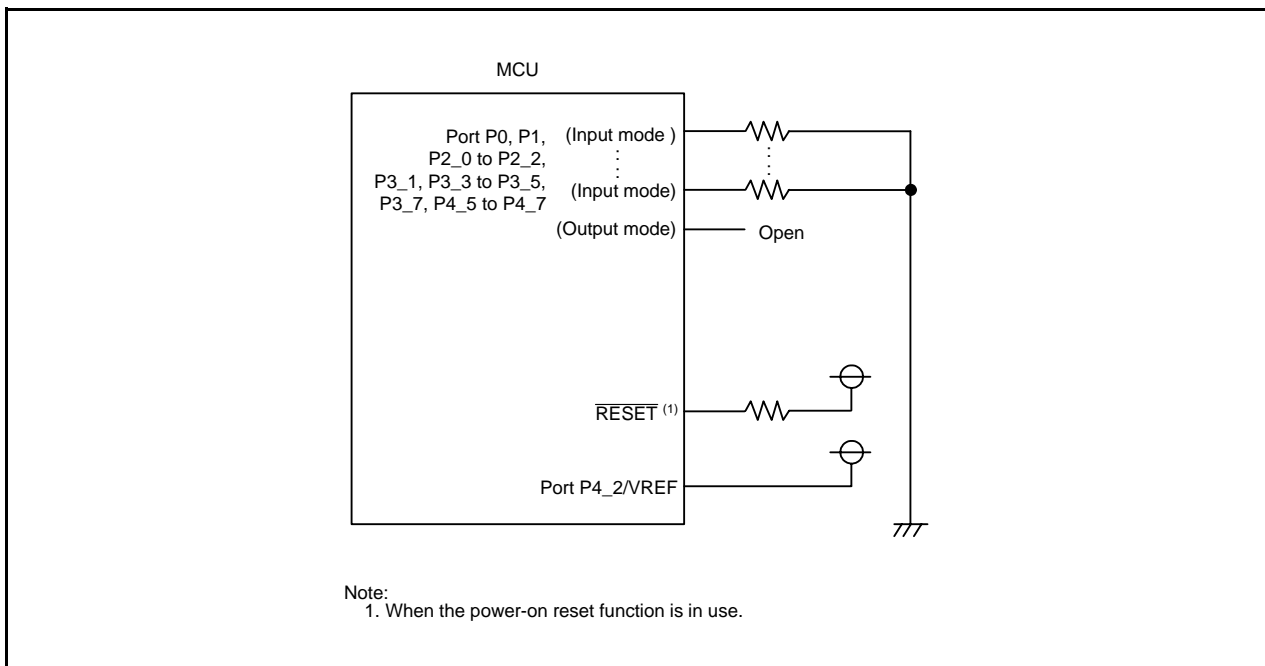 MCU
Port P0, P1,
P2_0 to P2_2,
P3_1, P3_3 to P3_5,
P3_7, P4_5 to P4_7
(Input mode )
(Input mode)
(Output mode)
Open
RESET (1)
Port P4_2/VREF
Note:
1. When the power-on reset function is in use.